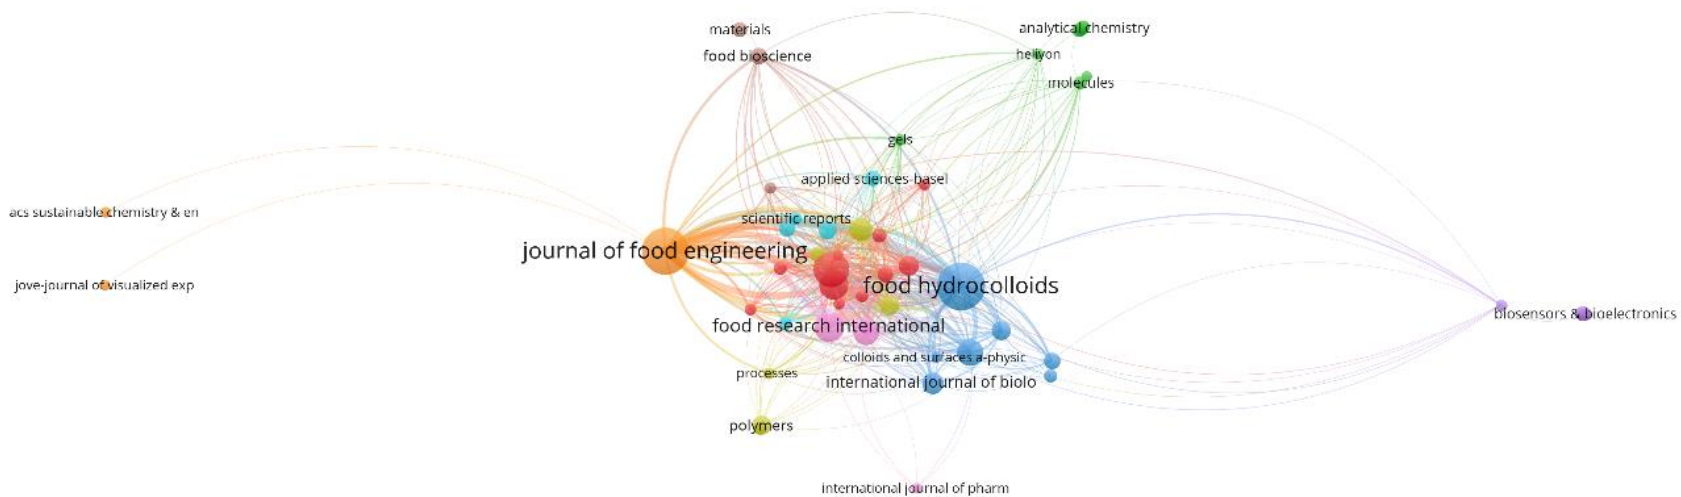 materials
analytical chemistry
food bioscience
heliyon
molecules
gels
applied sciences-basel
acs sustainable chemistry & en
scientific reports
journal of food engineering
jove-journal of visualized exp
food hydrocolloids
biosensors & bioelectronics
food research international
colloids and surfaces a-physic
processes
international journal of biolo
polymers
international journal of pharm